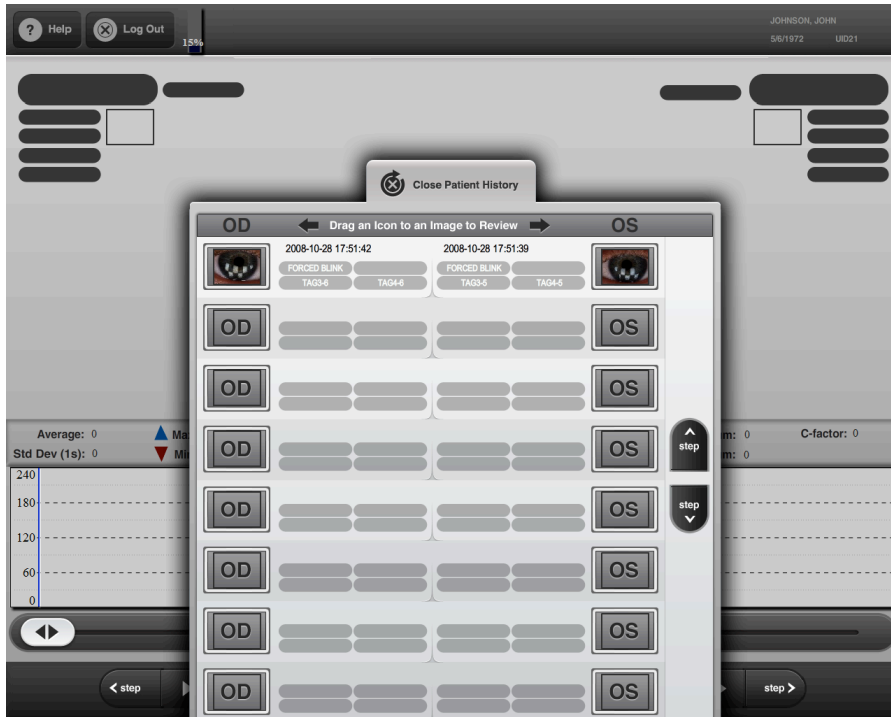 Help
Log Out
15%
JOHNSON, JOHN
5/6/1972 UID21
Close Patient History
OD Drag an Icon to an Image to Review OS
2008-10-28 17:51:42 2008-10-28 17:51:39
FORCED BLINK FORCED BLINK
TAG3-6 TAG4-6 TAG3-5 TAG4-5
OD OS
OD OS
OD OS
OD OS
OD OS
OD OS
OD OS
step
step
Average: 0 Ma
m: 0 C-factor: 0
Std Dev (1s): 0 Mi
m: 0
240
180
120
60
0
step
step